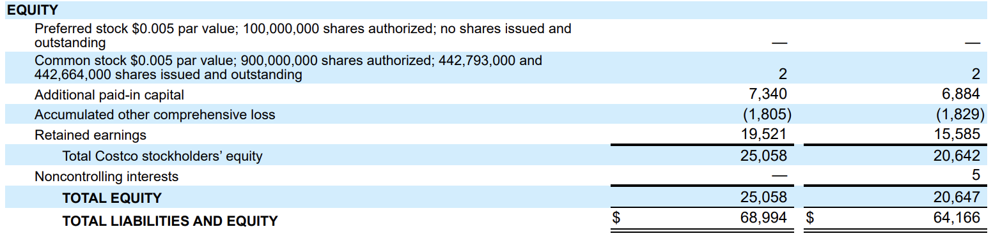 EQUITY
Preferred stock $0.005 par value; 100,000,000 shares authorized; no shares issued and
outstanding — —
Common stock $0.005 par value; 900,000,000 shares authorized; 442,793,000 and
442,664,000 shares issued and outstanding 2 2
Additional paid-in capital 7,340 6,884
Accumulated other comprehensive loss (1,805) (1,829)
Retained earnings 19,521 15,585
Total Costco stockholders’ equity 25,058 20,642
Noncontrolling interests — 5
TOTAL EQUITY 25,058 20,647
TOTAL LIABILITIES AND EQUITY $ 68,994 $ 64,166